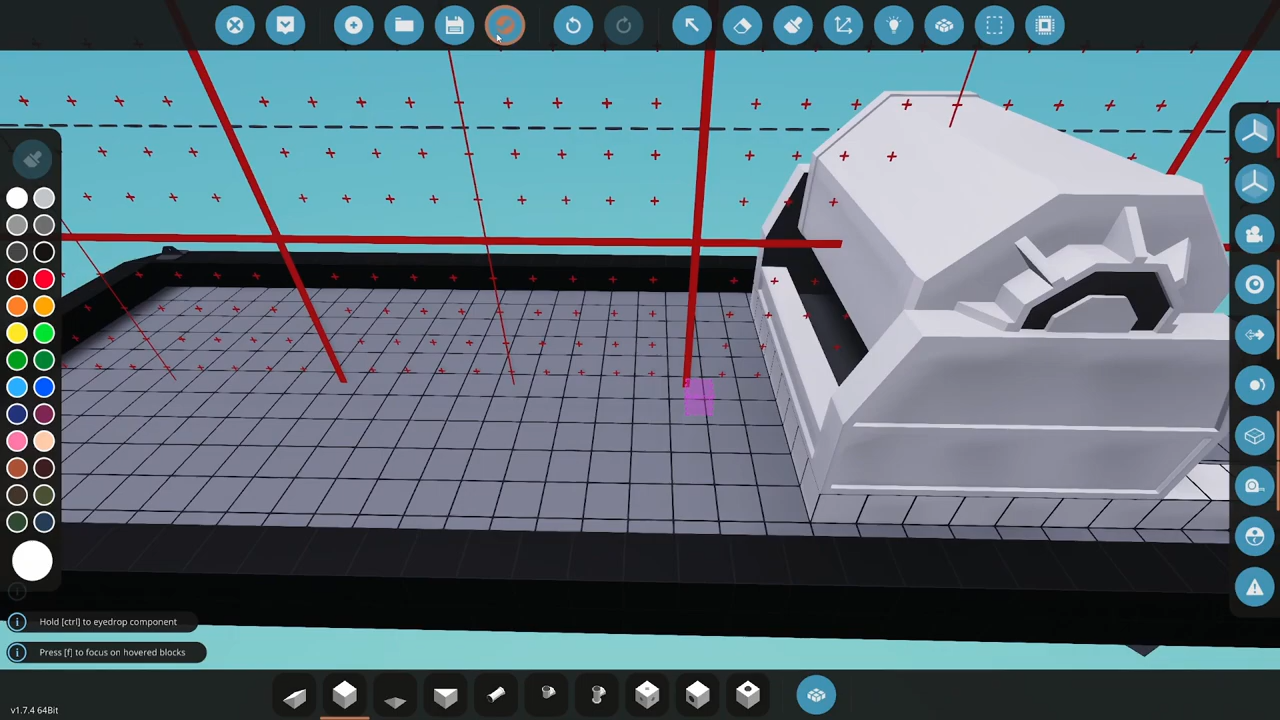 Hold [ctrl] to eyedrop component
Press [f] to focus on hovered blocks
v1.7.4 64Bit